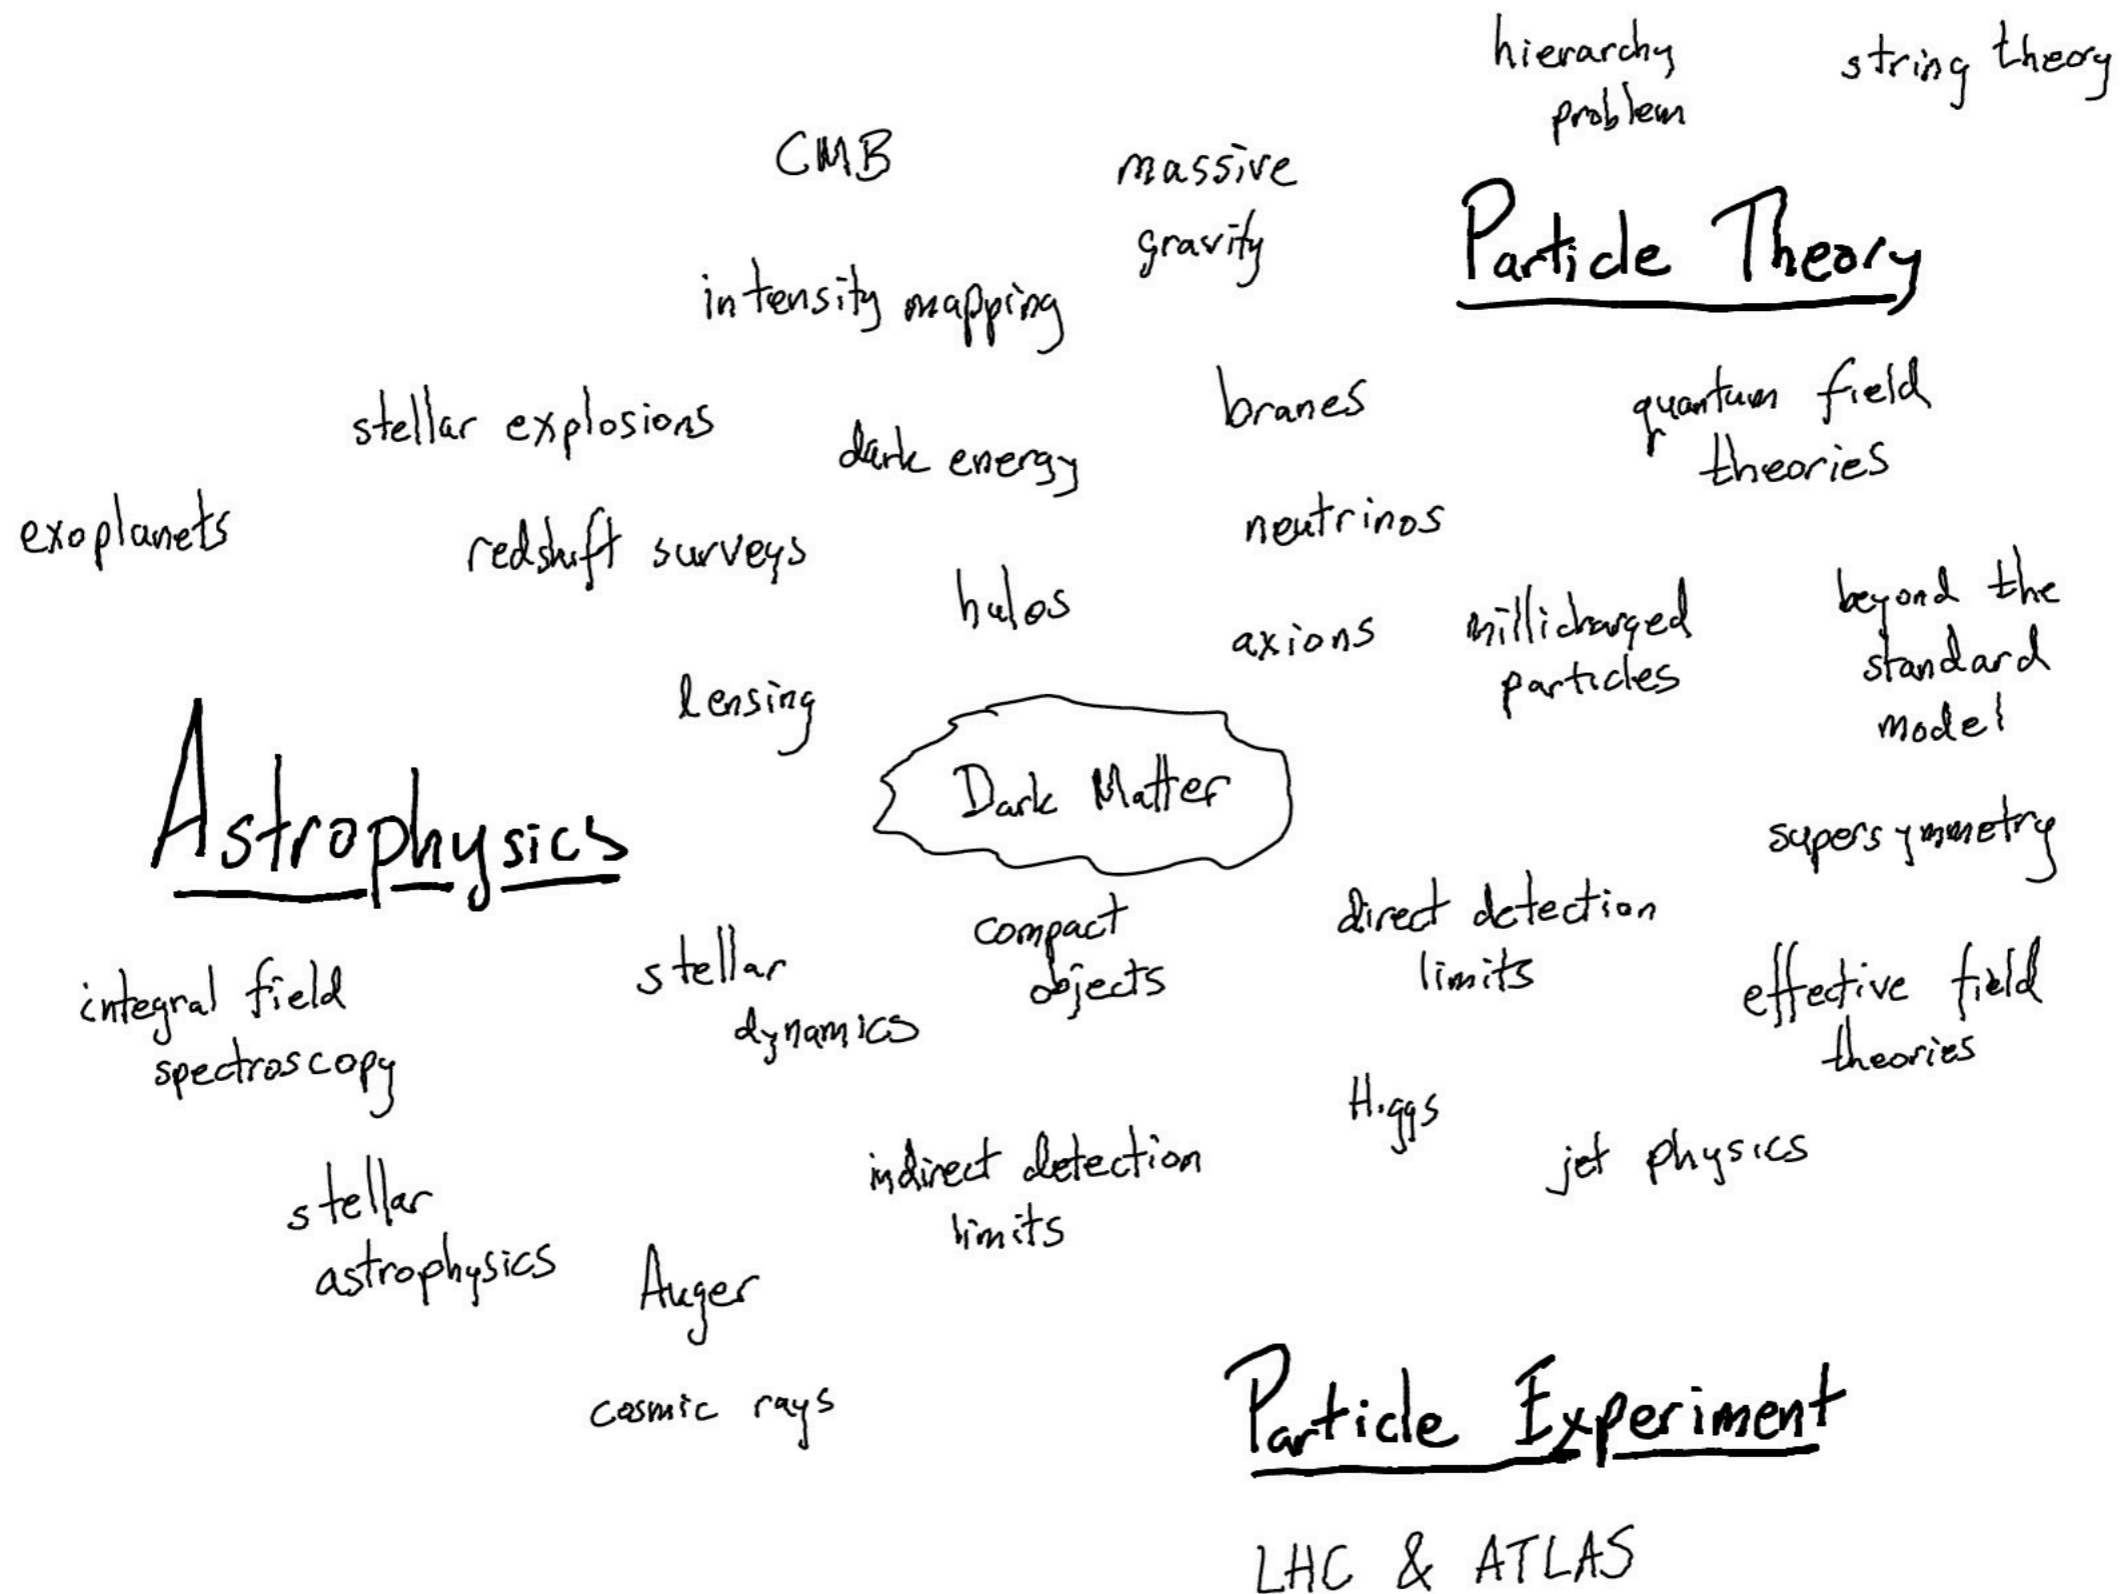 hierarchy
problem
string theory
CMB
massive
gravity
Particle Theory
intensity mapping
branes
quantum field
theories
stellar explosions
dark energy
exoplanets
redshift surveys
neutrinos
halos
axions
millicharged
particles
beyond the
standard
model
lensing
Dark Matter
Astrophysics
supersymmetry
compact
objects
direct detection
limits
stellar
dynamics
integral field
spectroscopy
effective field
theories
Higgs
jet physics
indirect detection
limits
stellar
astrophysics
Auger
cosmic rays
Particle Experiment
LHC & ATLAS